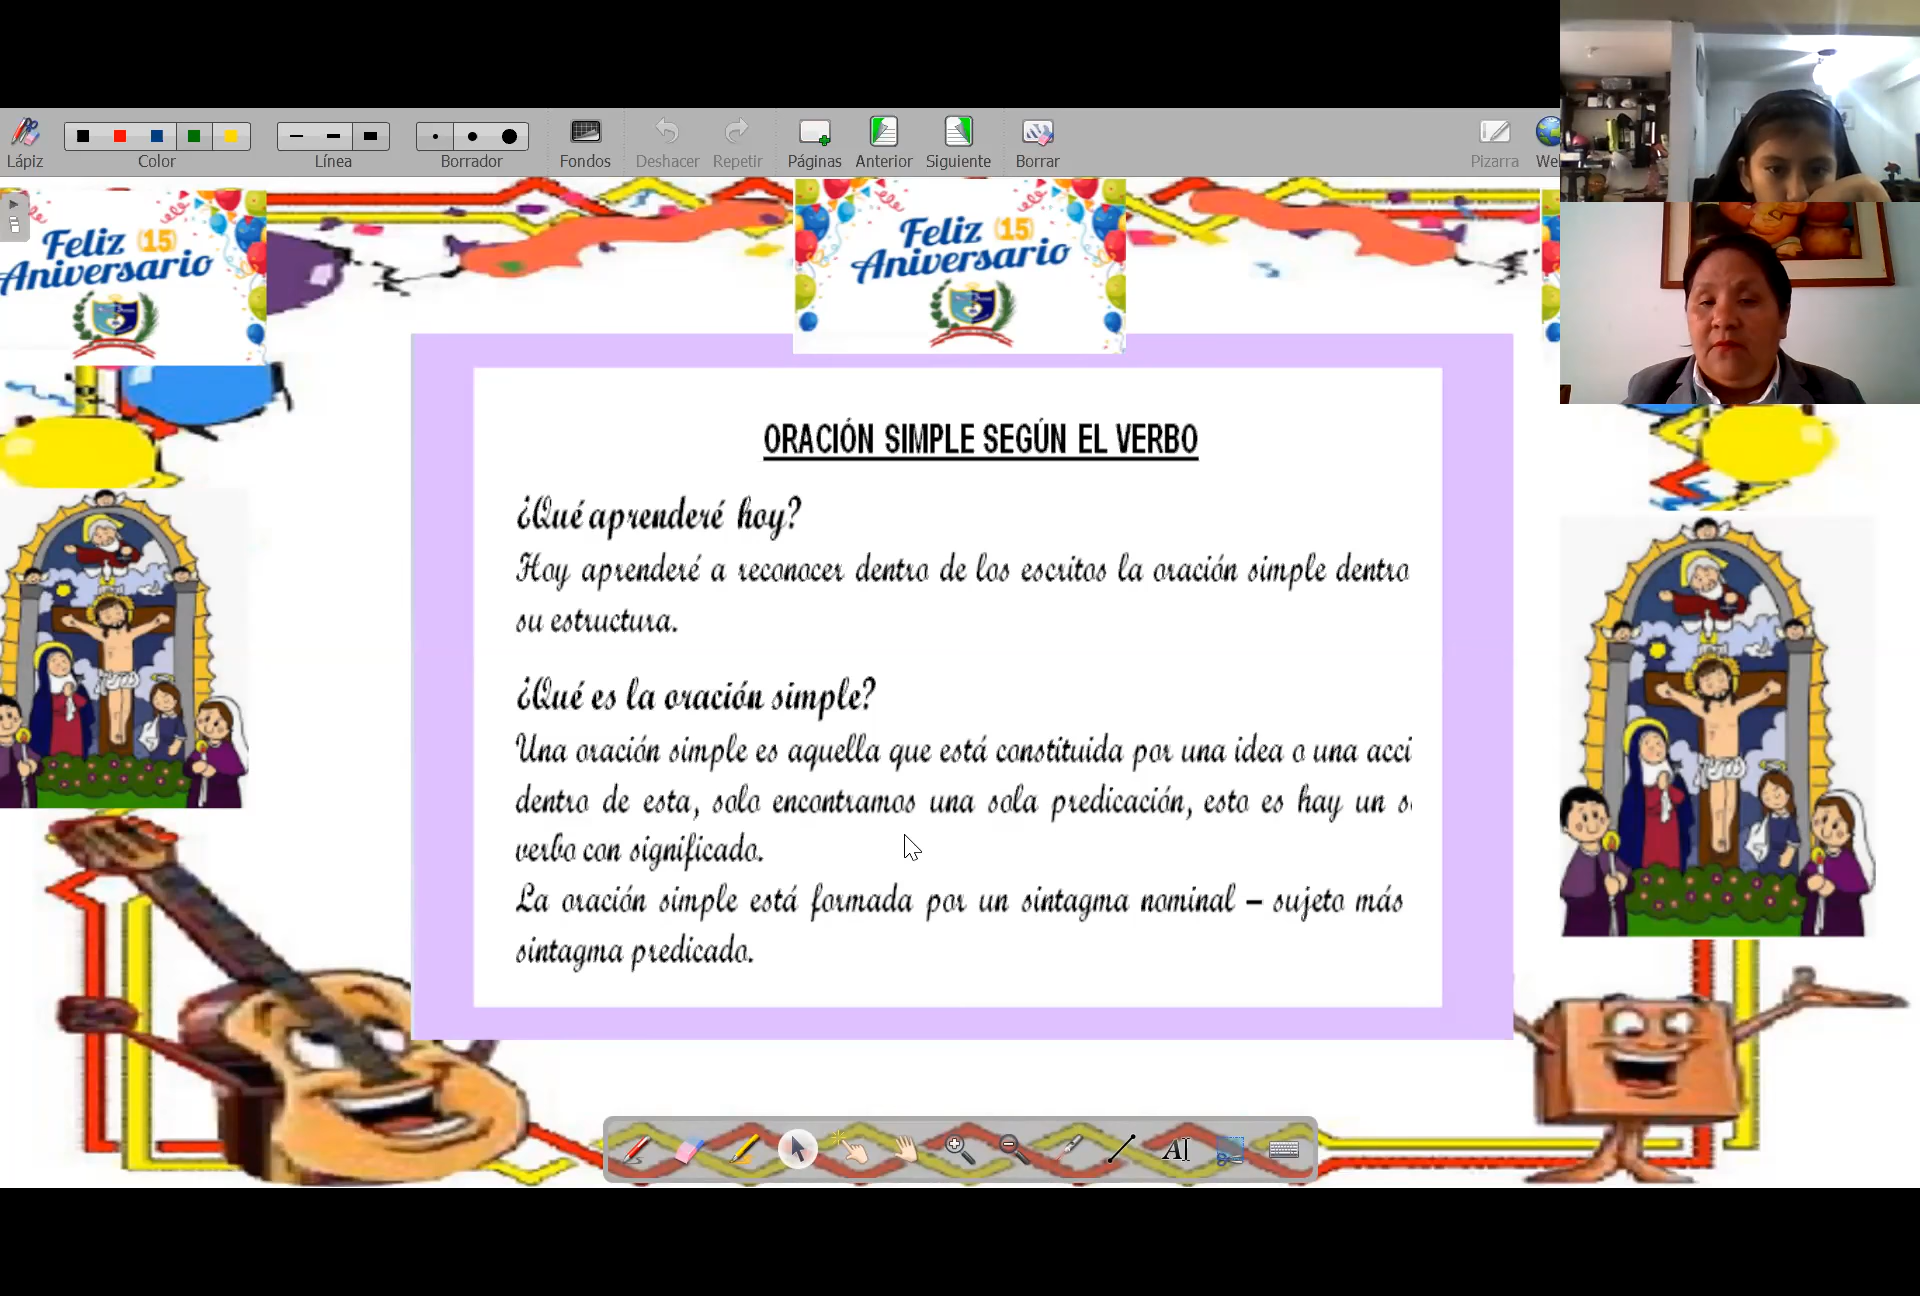 Lápiz
Color
Línea
Borrador
Fondos
Deshacer
Repetir
Páginas
Anterior
Siguiente
Borrar
Pizarra
We
Feliz 15
Aniversario
Feliz 15
Aniversario
ORACIÓN SIMPLE SEGÚN EL VERBO
¿Qué aprenderé hoy?
Hoy aprenderé a reconocer dentro de los escritos la oración simple dentro
su estructura.
¿Qué es la oración simple?
Una oración simple es aquella que está constituida por una idea o una acci
dentro de esta, solo encontramos una sola predicación, esto es hay un s
verbo con significado.
La oración simple está formada por un sintagma nominal – sujeto más
sintagma predicado.